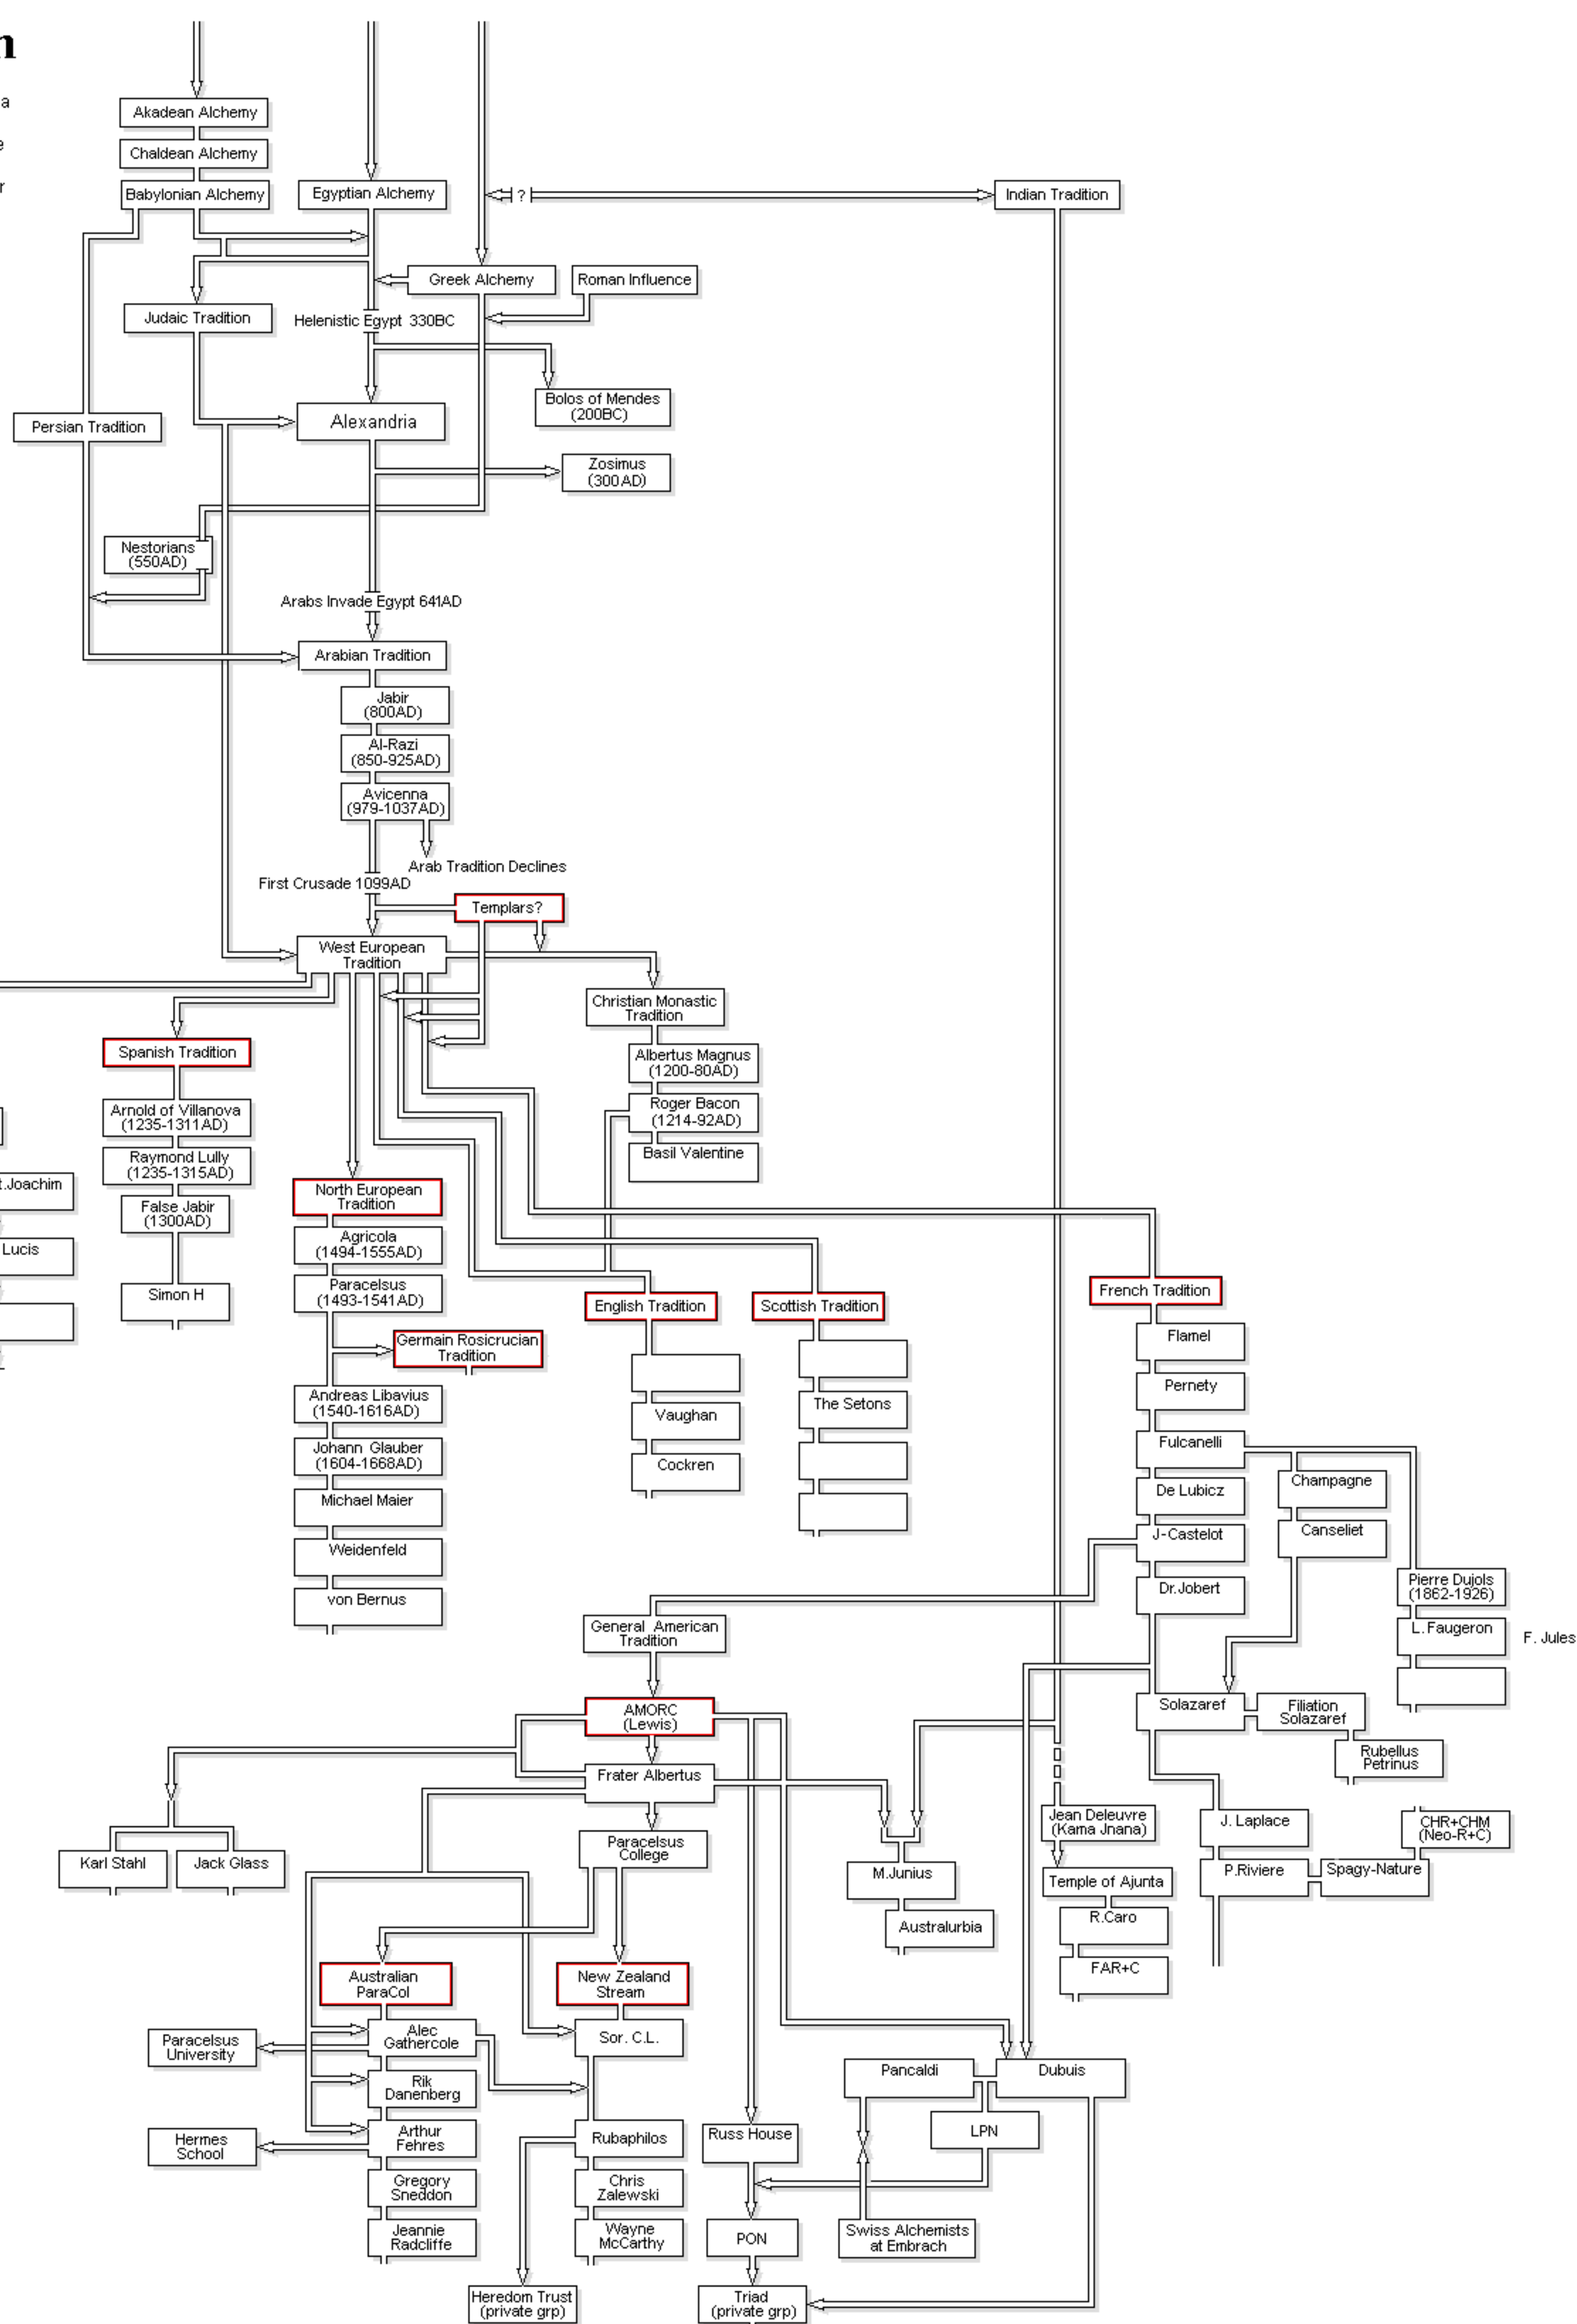 n
a
e
r
Akadean Alchemy
Chaldean Alchemy
Babylonian Alchemy
Egyptian Alchemy
?
Indian Tradition
Greek Alchemy
Roman Influence
Judaic Tradition
Helenistic Egypt 330BC
Bolos of Mendes
(200BC)
Persian Tradition
Alexandria
Zosimus
(300AD)
Nestorians
(550AD)
Arabs Invade Egypt 641AD
Arabian Tradition
Jabir
(800AD)
Al-Razi
(850-925AD)
Avicenna
(979-1037AD)
Arab Tradition Declines
First Crusade 1099AD
Templars?
West European
Tradition
Christian Monastic
Tradition
Albertus Magnus
(1200-80AD)
Roger Bacon
(1214-92AD)
Basil Valentine
Spanish Tradition
Arnold of Villanova
(1235-1311AD)
Raymond Lully
(1235-1315AD)
False Jabir
(1300AD)
Simon H
t.Joachim
Lucis
North European
Tradition
Agricola
(1494-1555AD)
Paracelsus
(1493-1541AD)
Germain Rosicrucian
Tradition
Andreas Libavius
(1540-1616AD)
Johann Glauber
(1604-1668AD)
Michael Maier
Weidenfeld
von Bernus
English Tradition
Vaughan
Cockren
Scottish Tradition
The Setons
French Tradition
Flamel
Pernety
Fulcanelli
De Lubicz
J-Castelot
Dr.Jobert
Champagne
Canseliet
Pierre Dujols
(1862-1926)
L.Faugeron
F. Jules
General American
Tradition
AMORC
(Lewis)
Frater Albertus
Paracelsus
College
Solazaref
Filiation
Solazaref
Rubellus
Petrinus
Jean Deleuvre
(Kama Jnana)
Temple of Ajunta
R.Caro
FAR+C
J. Laplace
P.Riviere
Spagy-Nature
CHR+CHM
(Neo-R+C)
Karl Stahl
Jack Glass
M.Junius
Australurbia
Australian
ParaCol
New Zealand
Stream
Paracelsus
University
Alec
Gathercole
Sor. C.L.
Rik
Danenberg
Hermes
School
Arthur
Fehres
Rubaphilos
Gregory
Sneddon
Chris
Zalewski
Jeannie
Radcliffe
Wayne
McCarthy
Pancaldi
Dubuis
LPN
Russ House
PON
Swiss Alchemists
at Embrach
Heredom Trust
(private grp)
Triad
(private grp)